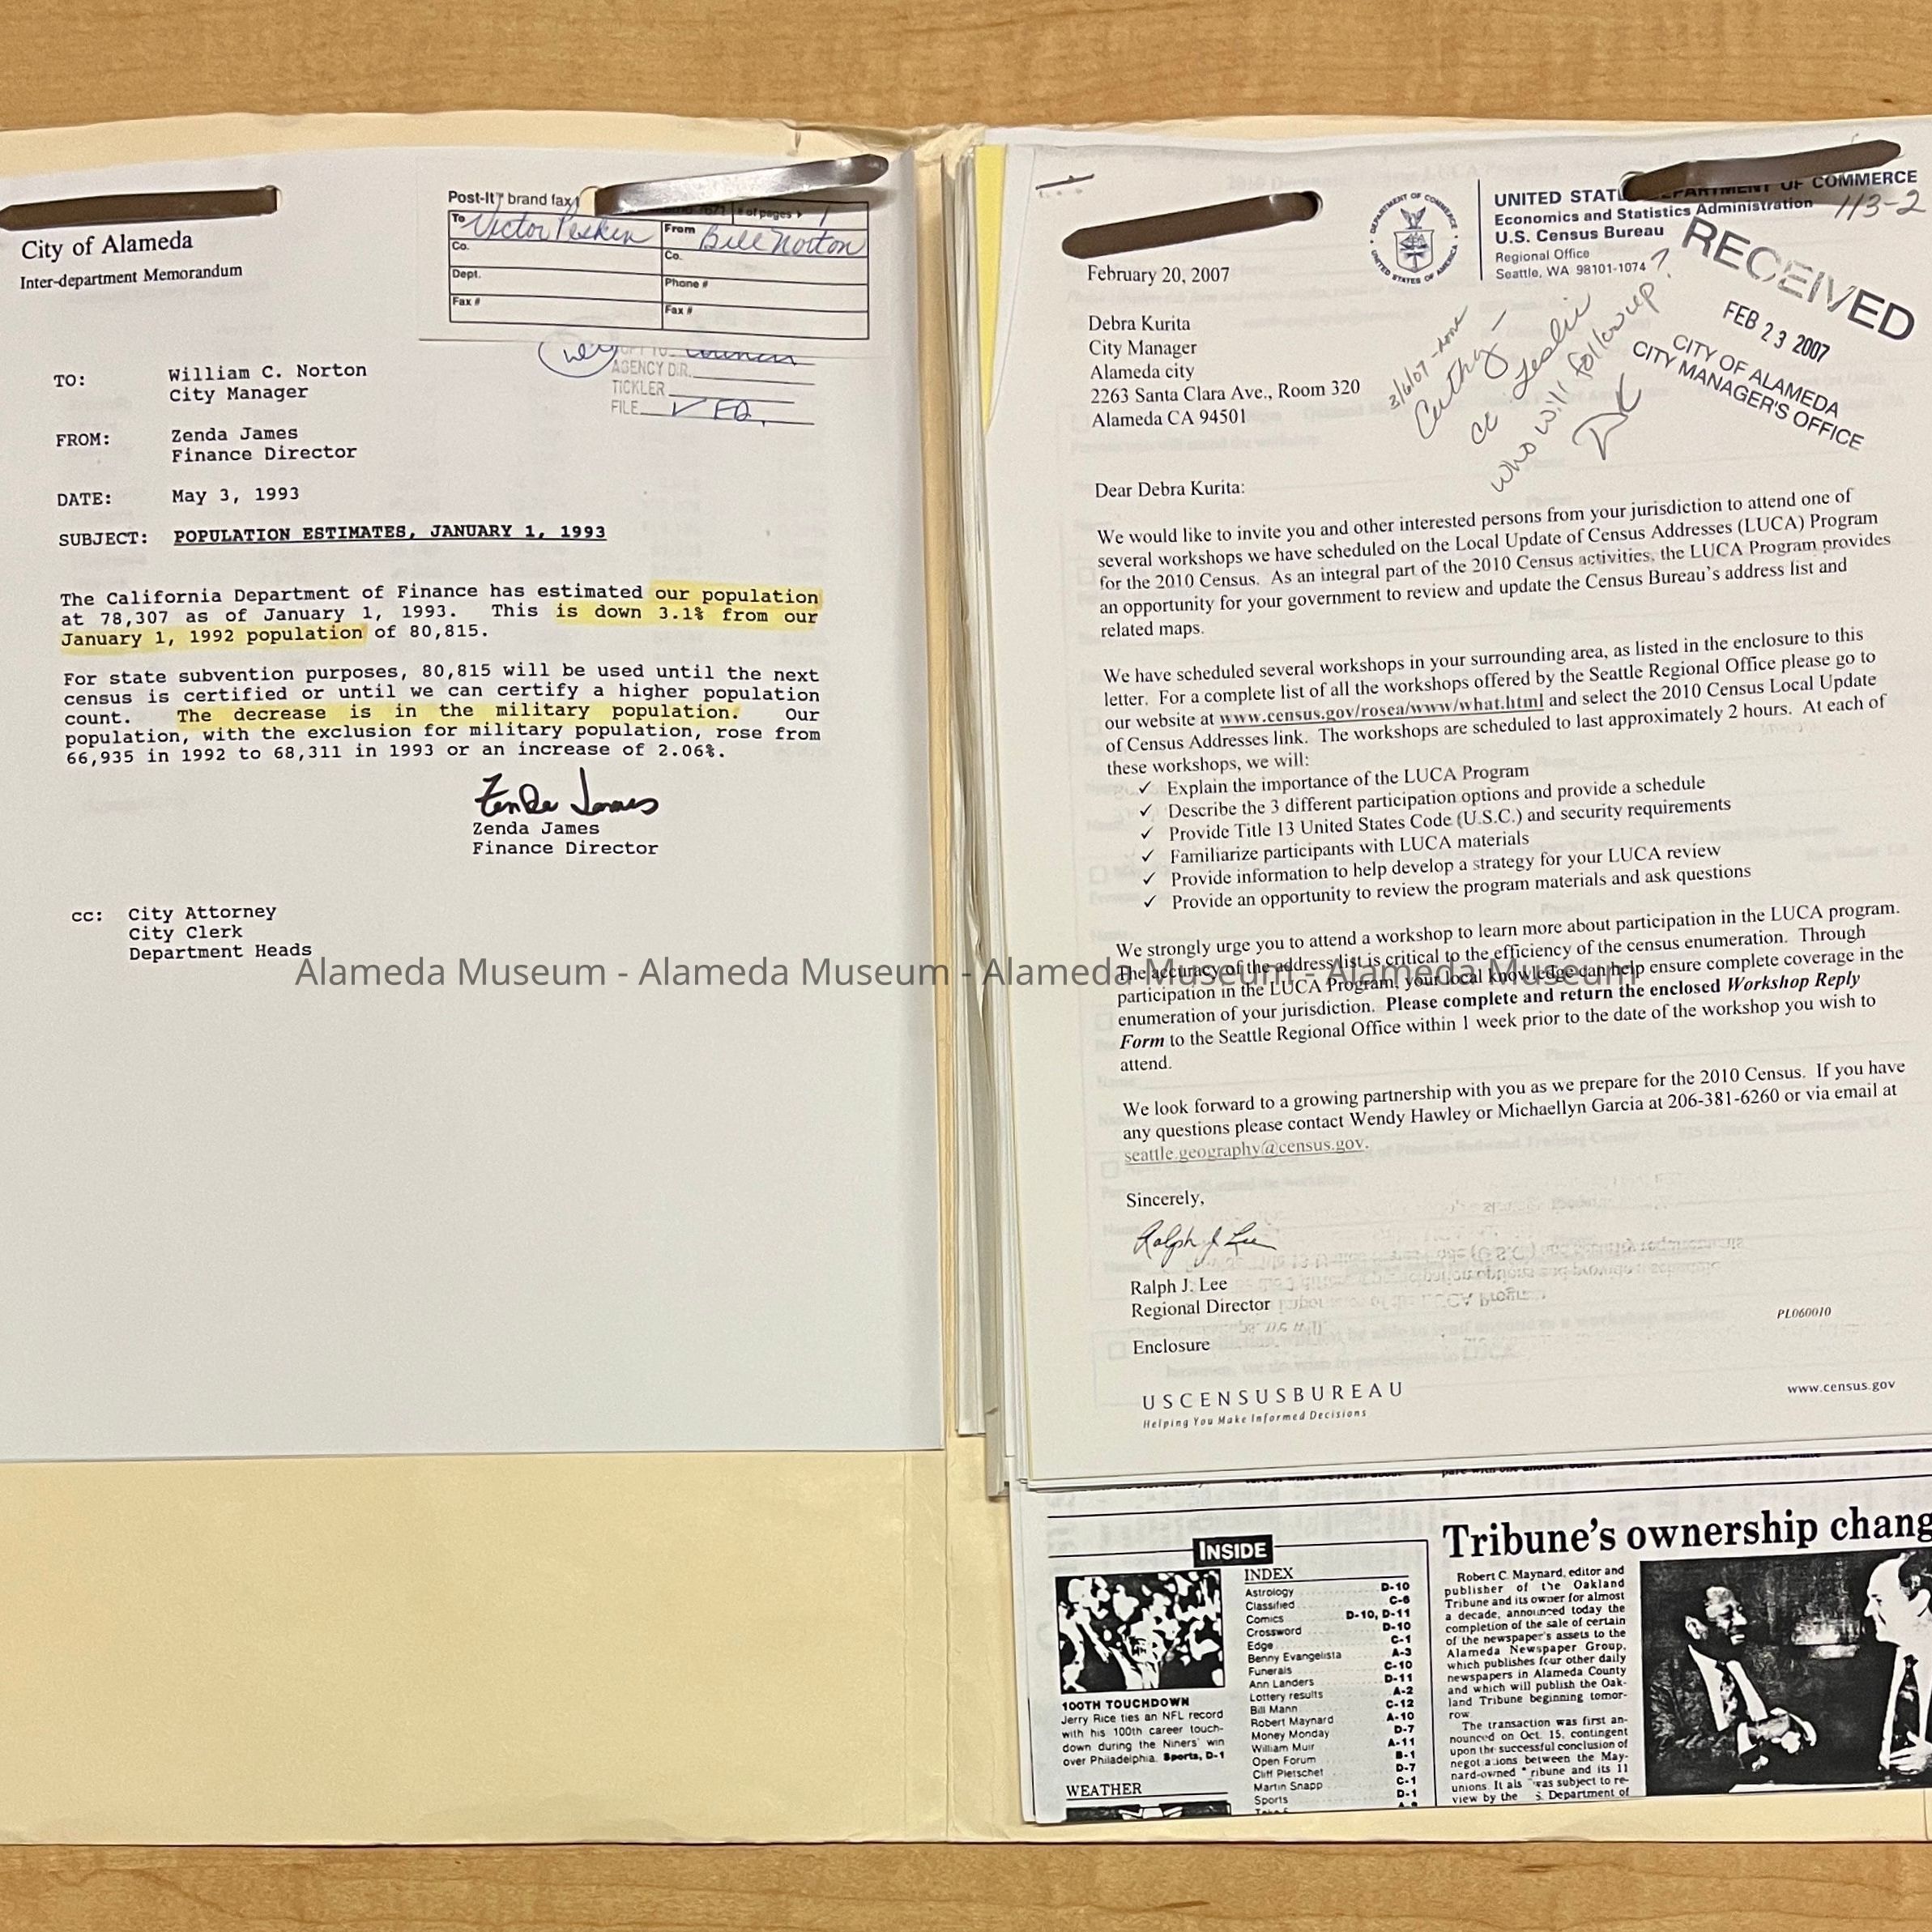 City of Alameda
Inter-department Memorandum
Post-It™ brand fax
# of pages ▸ 1
To Victor Peskin
From Bill Norton
Co.
Co.
Dept.
Phone #
Fax #
Fax #
AGENCY DIR.
TICKLER
FILE ✓ FD.
TO: William C. Norton
City Manager
FROM: Zenda James
Finance Director
DATE: May 3, 1993
SUBJECT: POPULATION ESTIMATES, JANUARY 1, 1993
The California Department of Finance has estimated our population
at 78,307 as of January 1, 1993. This is down 3.1% from our
January 1, 1992 population of 80,815.
For state subvention purposes, 80,815 will be used until the next
census is certified or until we can certify a higher population
count. The decrease is in the military population. Our
population, with the exclusion for military population, rose from
66,935 in 1992 to 68,311 in 1993 or an increase of 2.06%.
Zenda James
Zenda James
Finance Director
cc: City Attorney
City Clerk
Department Heads
Alameda Museum - Alameda Museum - Alameda Museum - Alameda Museum
DEPARTMENT OF COMMERCE
UNITED STATES OF AMERICA
UNITED STAT DEPARTMENT OF COMMERCE
Economics and Statistics Administration
U.S. Census Bureau
Regional Office
Seattle, WA 98101-1074
113-2
RECEIVED
FEB 23 2007
CITY OF ALAMEDA
CITY MANAGER'S OFFICE
3/6/07 - done
Cathy -
cc Leslie
who will follow up?
DK
February 20, 2007
Debra Kurita
City Manager
Alameda city
2263 Santa Clara Ave., Room 320
Alameda CA 94501
Dear Debra Kurita:
We would like to invite you and other interested persons from your jurisdiction to attend one of
several workshops we have scheduled on the Local Update of Census Addresses (LUCA) Program
for the 2010 Census. As an integral part of the 2010 Census activities, the LUCA Program provides
an opportunity for your government to review and update the Census Bureau's address list and
related maps.
We have scheduled several workshops in your surrounding area, as listed in the enclosure to this
letter. For a complete list of all the workshops offered by the Seattle Regional Office please go to
our website at www.census.gov/rosea/www/what.html and select the 2010 Census Local Update
of Census Addresses link. The workshops are scheduled to last approximately 2 hours. At each of
these workshops, we will:
✓ Explain the importance of the LUCA Program
✓ Describe the 3 different participation options and provide a schedule
✓ Provide Title 13 United States Code (U.S.C.) and security requirements
✓ Familiarize participants with LUCA materials
✓ Provide information to help develop a strategy for your LUCA review
✓ Provide an opportunity to review the program materials and ask questions
We strongly urge you to attend a workshop to learn more about participation in the LUCA program.
The accuracy of the address list is critical to the efficiency of the census enumeration. Through
participation in the LUCA Program, your local knowledge can help ensure complete coverage in the
enumeration of your jurisdiction. Please complete and return the enclosed Workshop Reply
Form to the Seattle Regional Office within 1 week prior to the date of the workshop you wish to
attend.
We look forward to a growing partnership with you as we prepare for the 2010 Census. If you have
any questions please contact Wendy Hawley or Michaellyn Garcia at 206-381-6260 or via email at
seattle.geography@census.gov.
Sincerely,
Ralph J. Lee
Ralph J. Lee
Regional Director
PL060010
Enclosure
USCENSUSBUREAU
Helping You Make Informed Decisions
www.census.gov
INSIDE
100TH TOUCHDOWN
Jerry Rice ties an NFL record
with his 100th career touch-
down during the Niners' win
over Philadelphia. Sports, D-1
WEATHER
INDEX
Astrology D-10
Classified C-6
Comics D-10, D-11
Crossword D-10
Edge C-1
Benny Evangelista A-3
Funerals C-10
Ann Landers D-11
Lottery results A-2
Bill Mann C-12
Robert Maynard A-10
Money Monday D-7
William Muir A-11
Open Forum B-1
Cliff Pletschet D-7
Martin Snapp C-1
Sports D-1
Tribune's ownership chang
Robert C. Maynard, editor and
publisher of the Oakland
Tribune and its owner for almost
a decade, announced today the
completion of the sale of certain
of the newspaper's assets to the
Alameda Newspaper Group,
which publishes four other daily
newspapers in Alameda County
and which will publish the Oak-
land Tribune beginning tomor-
row.
The transaction was first an-
nounced on Oct. 15, contingent
upon the successful conclusion of
negotiations between the May-
nard-owned Tribune and its 11
unions. It als was subject to re-
view by the S. Department of